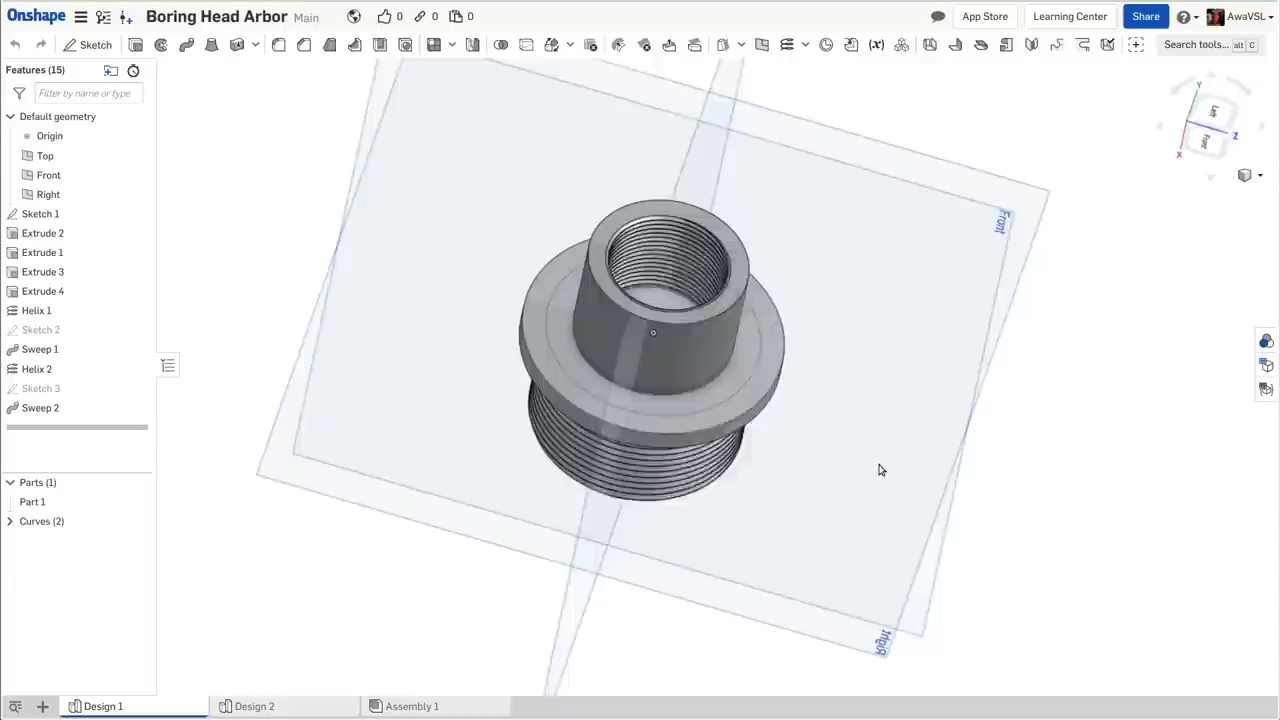 Onshape Boring Head Arbor Main 0 0 0 App Store Learning Center Share AwaVSL
Sketch Search tools... alt C
Features (15)
Filter by name or type
Default geometry
Origin
Top
Front
Right
Sketch 1
Extrude 2
Extrude 1
Extrude 3
Extrude 4
Helix 1
Sketch 2
Sweep 1
Helix 2
Sketch 3
Sweep 2
Parts (1)
Part 1
Curves (2)
Front
Right
Y
Left
Z
Front
X
Design 1 Design 2 Assembly 1